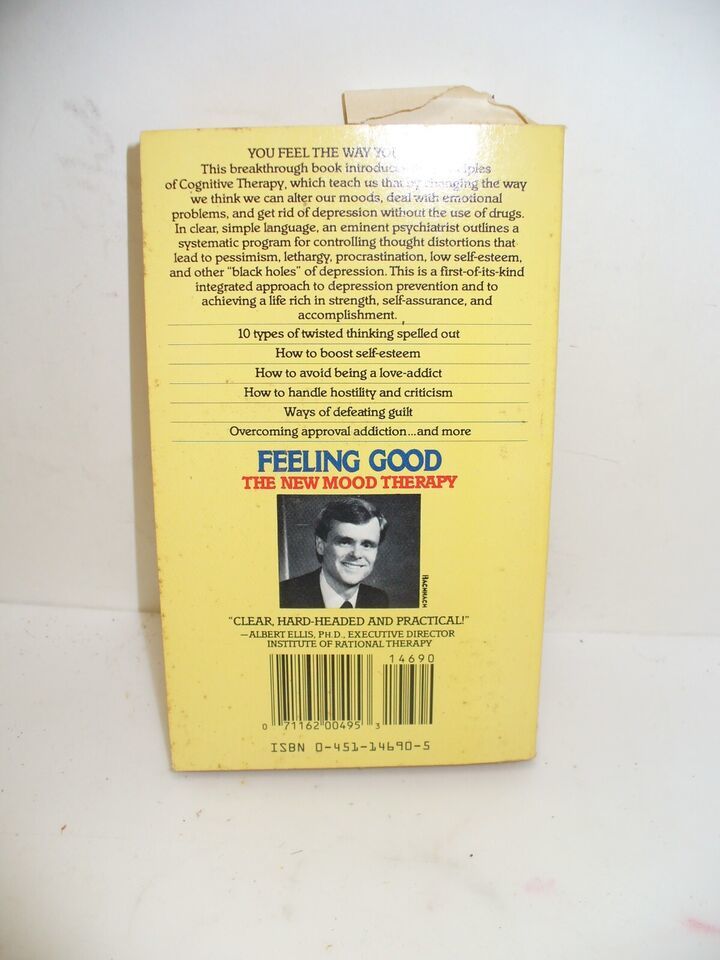 YOU FEEL THE WAY
This breakthrough book
of Cognitive Therapy, which teach us that by changing the way
we think we can alter our moods, deal with emotional
problems, and get rid of depression without the use of drugs.
In clear, simple language, an eminent psychiatrist outlines a
systematic program for controlling thought distortions that
lead to pessimism, lethargy, procrastination, low self-esteem,
and other "black holes" of depression. This is a first-of-its-kind
integrated approach to depression prevention and to
achieving a life rich in strength, self-assurance, and
accomplishment.
10 types of twisted thinking spelled out
How to boost self-esteem
How to avoid being a love-addict
How to handle hostility and criticism
Ways of defeating guilt
Overcoming approval addiction...and more
FEELING GOOD
THE NEW MOOD THERAPY
BACHRACH
"CLEAR, HARD-HEADED AND PRACTICAL!"
—ALBERT ELLIS, PH.D., EXECUTIVE DIRECTOR
INSTITUTE OF RATIONAL THERAPY
14690
0 71162 00495 3
ISBN 0-451-14690-5